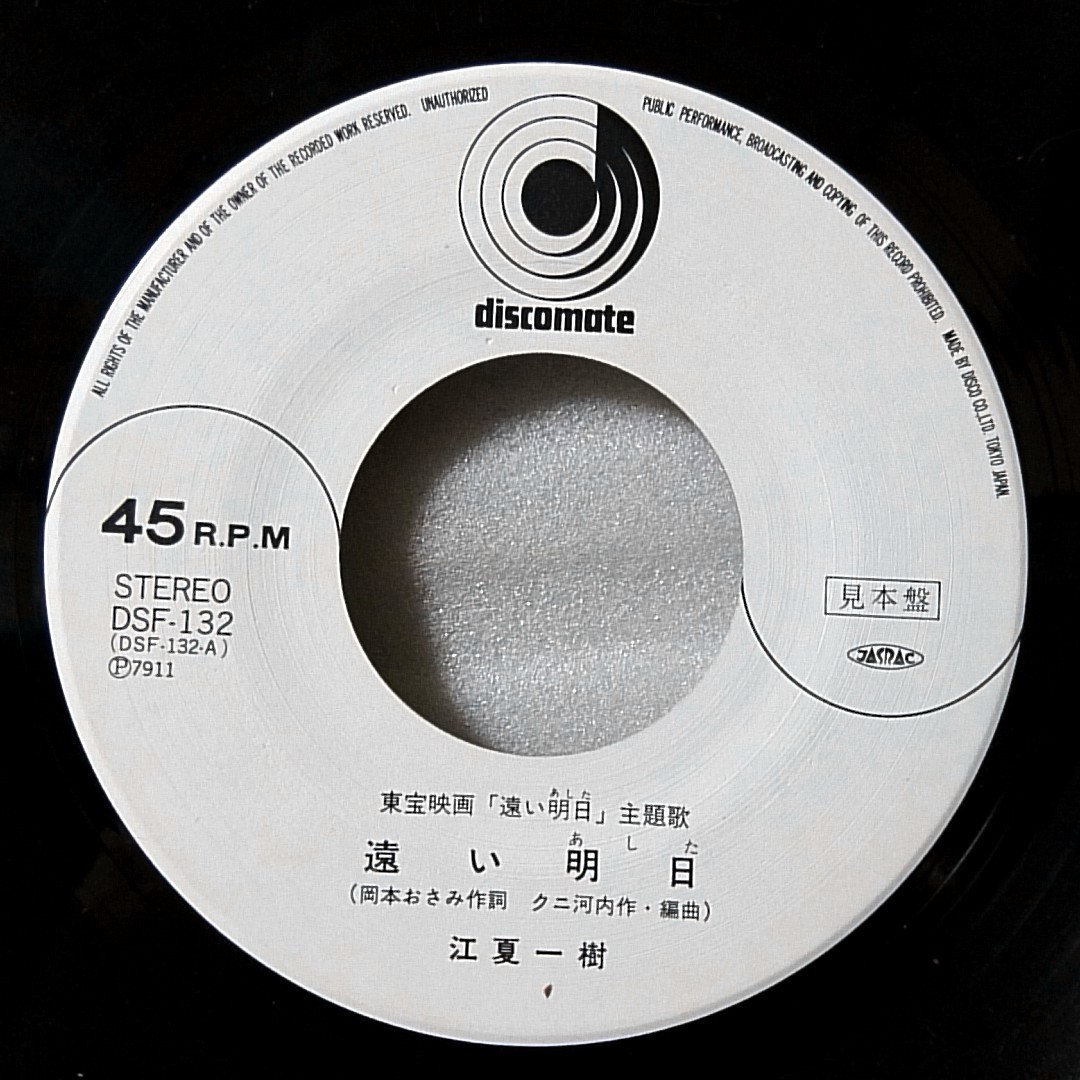 ALL RIGHTS OF THE MANUFACTURER AND OF THE OWNER OF THE RECORDED WORK RESERVED. UNAUTHORIZED PUBLIC PERFORMANCE, BROADCASTING AND COPYING OF THIS RECORD PROHIBITED. MADE BY DISCO CO.,LTD. TOKYO JAPAN.
discomate
45 R.P.M
STEREO
DSF-132
(DSF-132-A)
Ⓟ7911
見本盤
JASRAC
あした
東宝映画「遠い明日」主題歌
あした
遠い明日
(岡本おさみ作詞 クニ河内作・編曲)
江夏一樹